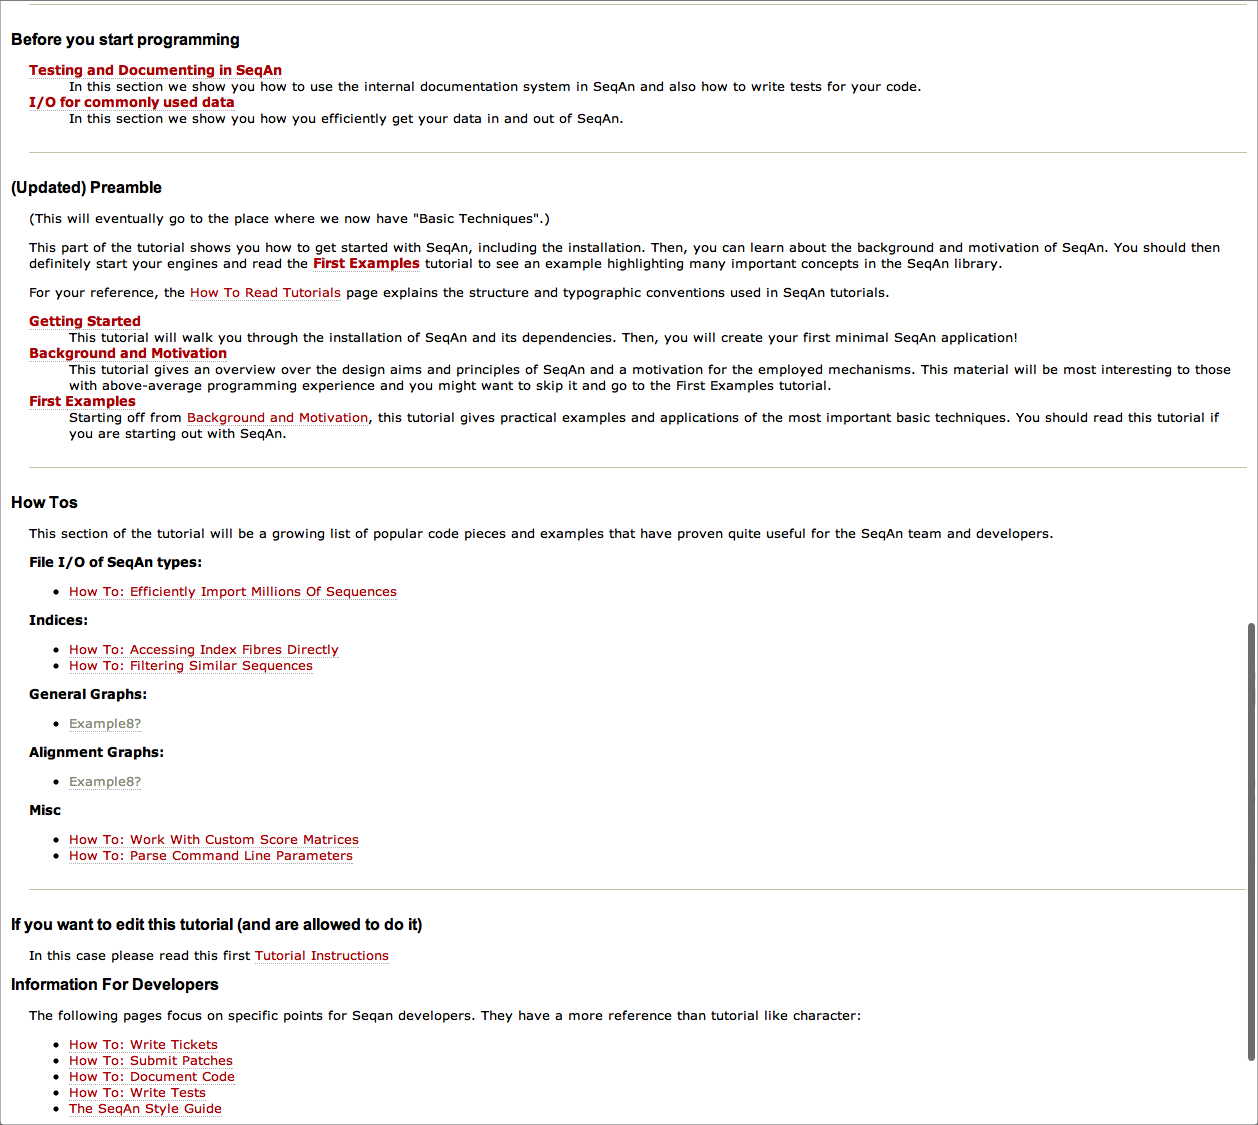 Before you start programming
Testing and Documenting in SeqAn
In this section we show you how to use the internal documentation system in SeqAn and also how to write tests for your code.
I/O for commonly used data
In this section we show you how you efficiently get your data in and out of SeqAn.
(Updated) Preamble
(This will eventually go to the place where we now have "Basic Techniques".)
This part of the tutorial shows you how to get started with SeqAn, including the installation. Then, you can learn about the background and motivation of SeqAn. You should then
definitely start your engines and read the First Examples tutorial to see an example highlighting many important concepts in the SeqAn library.
For your reference, the How To Read Tutorials page explains the structure and typographic conventions used in SeqAn tutorials.
Getting Started
This tutorial will walk you through the installation of SeqAn and its dependencies. Then, you will create your first minimal SeqAn application!
Background and Motivation
This tutorial gives an overview over the design aims and principles of SeqAn and a motivation for the employed mechanisms. This material will be most interesting to those
with above-average programming experience and you might want to skip it and go to the First Examples tutorial.
First Examples
Starting off from Background and Motivation, this tutorial gives practical examples and applications of the most important basic techniques. You should read this tutorial if
you are starting out with SeqAn.
How Tos
This section of the tutorial will be a growing list of popular code pieces and examples that have proven quite useful for the SeqAn team and developers.
File I/O of SeqAn types:
• How To: Efficiently Import Millions Of Sequences
Indices:
• How To: Accessing Index Fibres Directly
• How To: Filtering Similar Sequences
General Graphs:
• Example8?
Alignment Graphs:
• Example8?
Misc
• How To: Work With Custom Score Matrices
• How To: Parse Command Line Parameters
If you want to edit this tutorial (and are allowed to do it)
In this case please read this first Tutorial Instructions
Information For Developers
The following pages focus on specific points for Seqan developers. They have a more reference than tutorial like character:
• How To: Write Tickets
• How To: Submit Patches
• How To: Document Code
• How To: Write Tests
• The SeqAn Style Guide